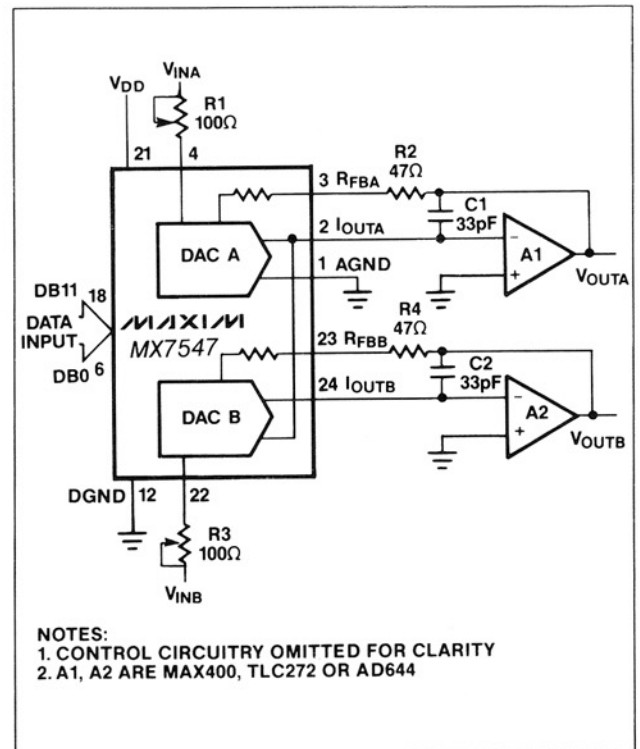 VDD
VINA
R1
100Ω
21
4
3 RFBA
R2
47Ω
2 IOUTA
C1
33pF
DAC A
1 AGND
A1
VOUTA
DB11 18
DATA
INPUT
DB0 6
MAXIM
MX7547
23 RFBB
R4
47Ω
24 IOUTB
C2
33pF
DAC B
A2
VOUTB
DGND
12
22
R3
100Ω
VINB
NOTES:
1. CONTROL CIRCUITRY OMITTED FOR CLARITY
2. A1, A2 ARE MAX400, TLC272 OR AD644